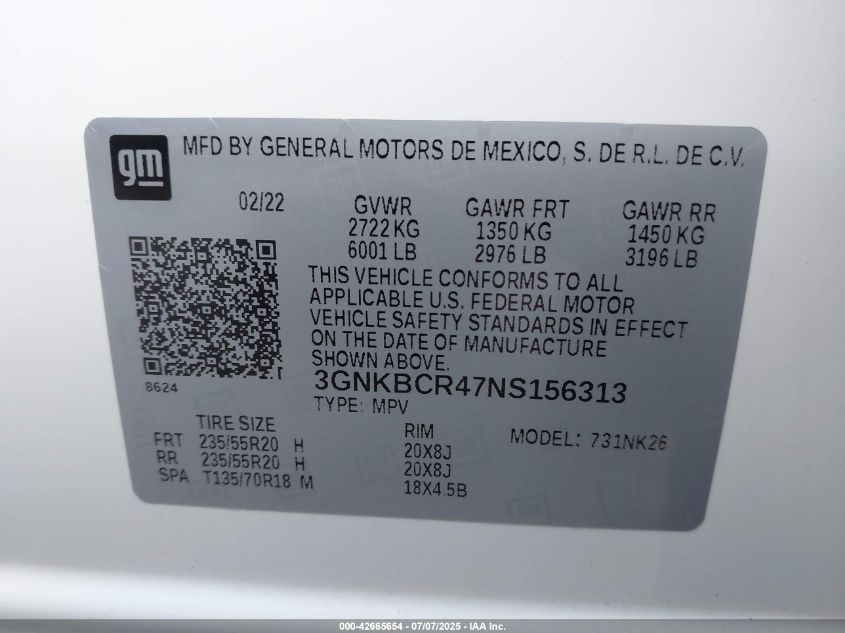 gm
MFD BY GENERAL MOTORS DE MEXICO, S. DE R.L. DE C.V.
02/22 GVWR GAWR FRT GAWR RR
2722 KG 1350 KG 1450 KG
6001 LB 2976 LB 3196 LB
THIS VEHICLE CONFORMS TO ALL
APPLICABLE U.S. FEDERAL MOTOR
VEHICLE SAFETY STANDARDS IN EFFECT
ON THE DATE OF MANUFACTURE
SHOWN ABOVE.
8624
3GNKBCR47NS156313
TYPE: MPV
TIRE SIZE RIM MODEL: 731NK26
FRT 235/55R20 H 20X8J
RR 235/55R20 H 20X8J
SPA T135/70R18 M 18X4.5B
000-42665654 | 07/07/2025 - IAA Inc.